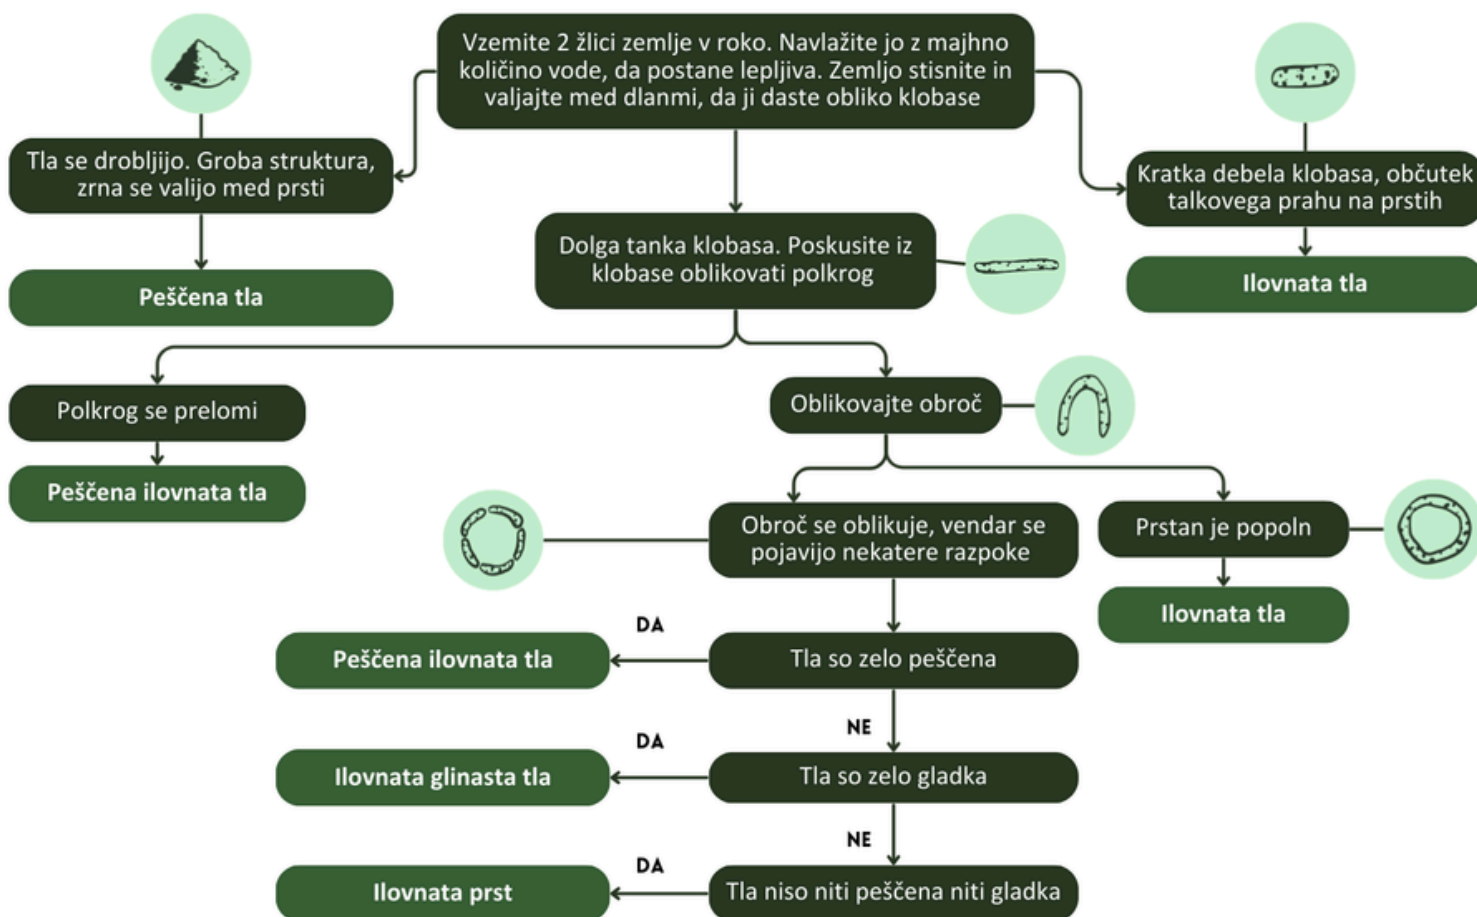 Vzemite 2 žlici zemlje v roko. Navlažite jo z majhno
količino vode, da postane lepljiva. Zemljo stisnite in
valjajte med dlanmi, da ji daste obliko klobase
Tla se drobljijo. Groba struktura,
zrna se valijo med prsti
Kratka debela klobasa, občutek
talkovega prahu na prstih
Dolga tanka klobasa. Poskusite iz
klobase oblikovati polkrog
Peščena tla
Ilovnata tla
Polkrog se prelomi
Oblikovajte obroč
Peščena ilovnata tla
Obroč se oblikuje, vendar se
pojavijo nekatere razpoke
Prstan je popoln
Ilovnata tla
DA
Peščena ilovnata tla
Tla so zelo peščena
NE
DA
Ilovnata glinasta tla
Tla so zelo gladka
NE
DA
Ilovnata prst
Tla niso niti peščena niti gladka